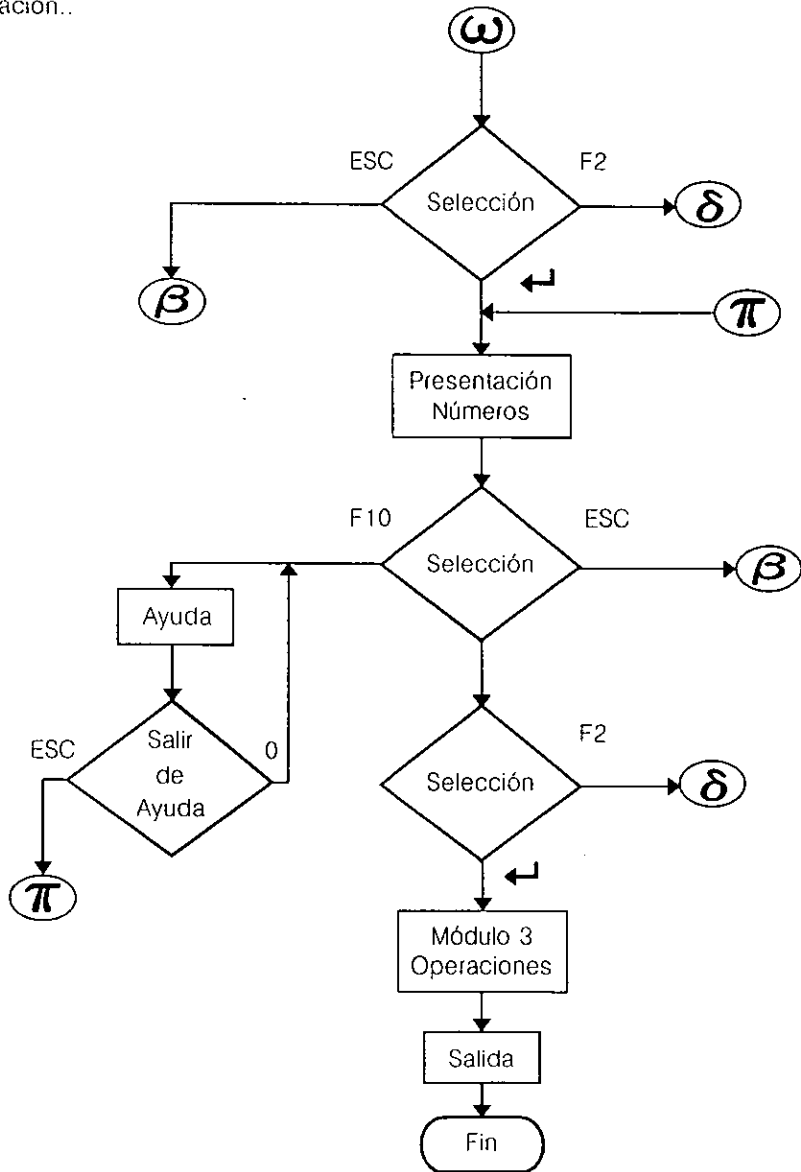 ación..
ω
ESC
F2
Selección
δ
β
↵
π
Presentación
Números
F10
ESC
Selección
β
Ayuda
F2
ESC
Salir
de
Ayuda
0
Selección
δ
π
↵
Módulo 3
Operaciones
Salida
Fin